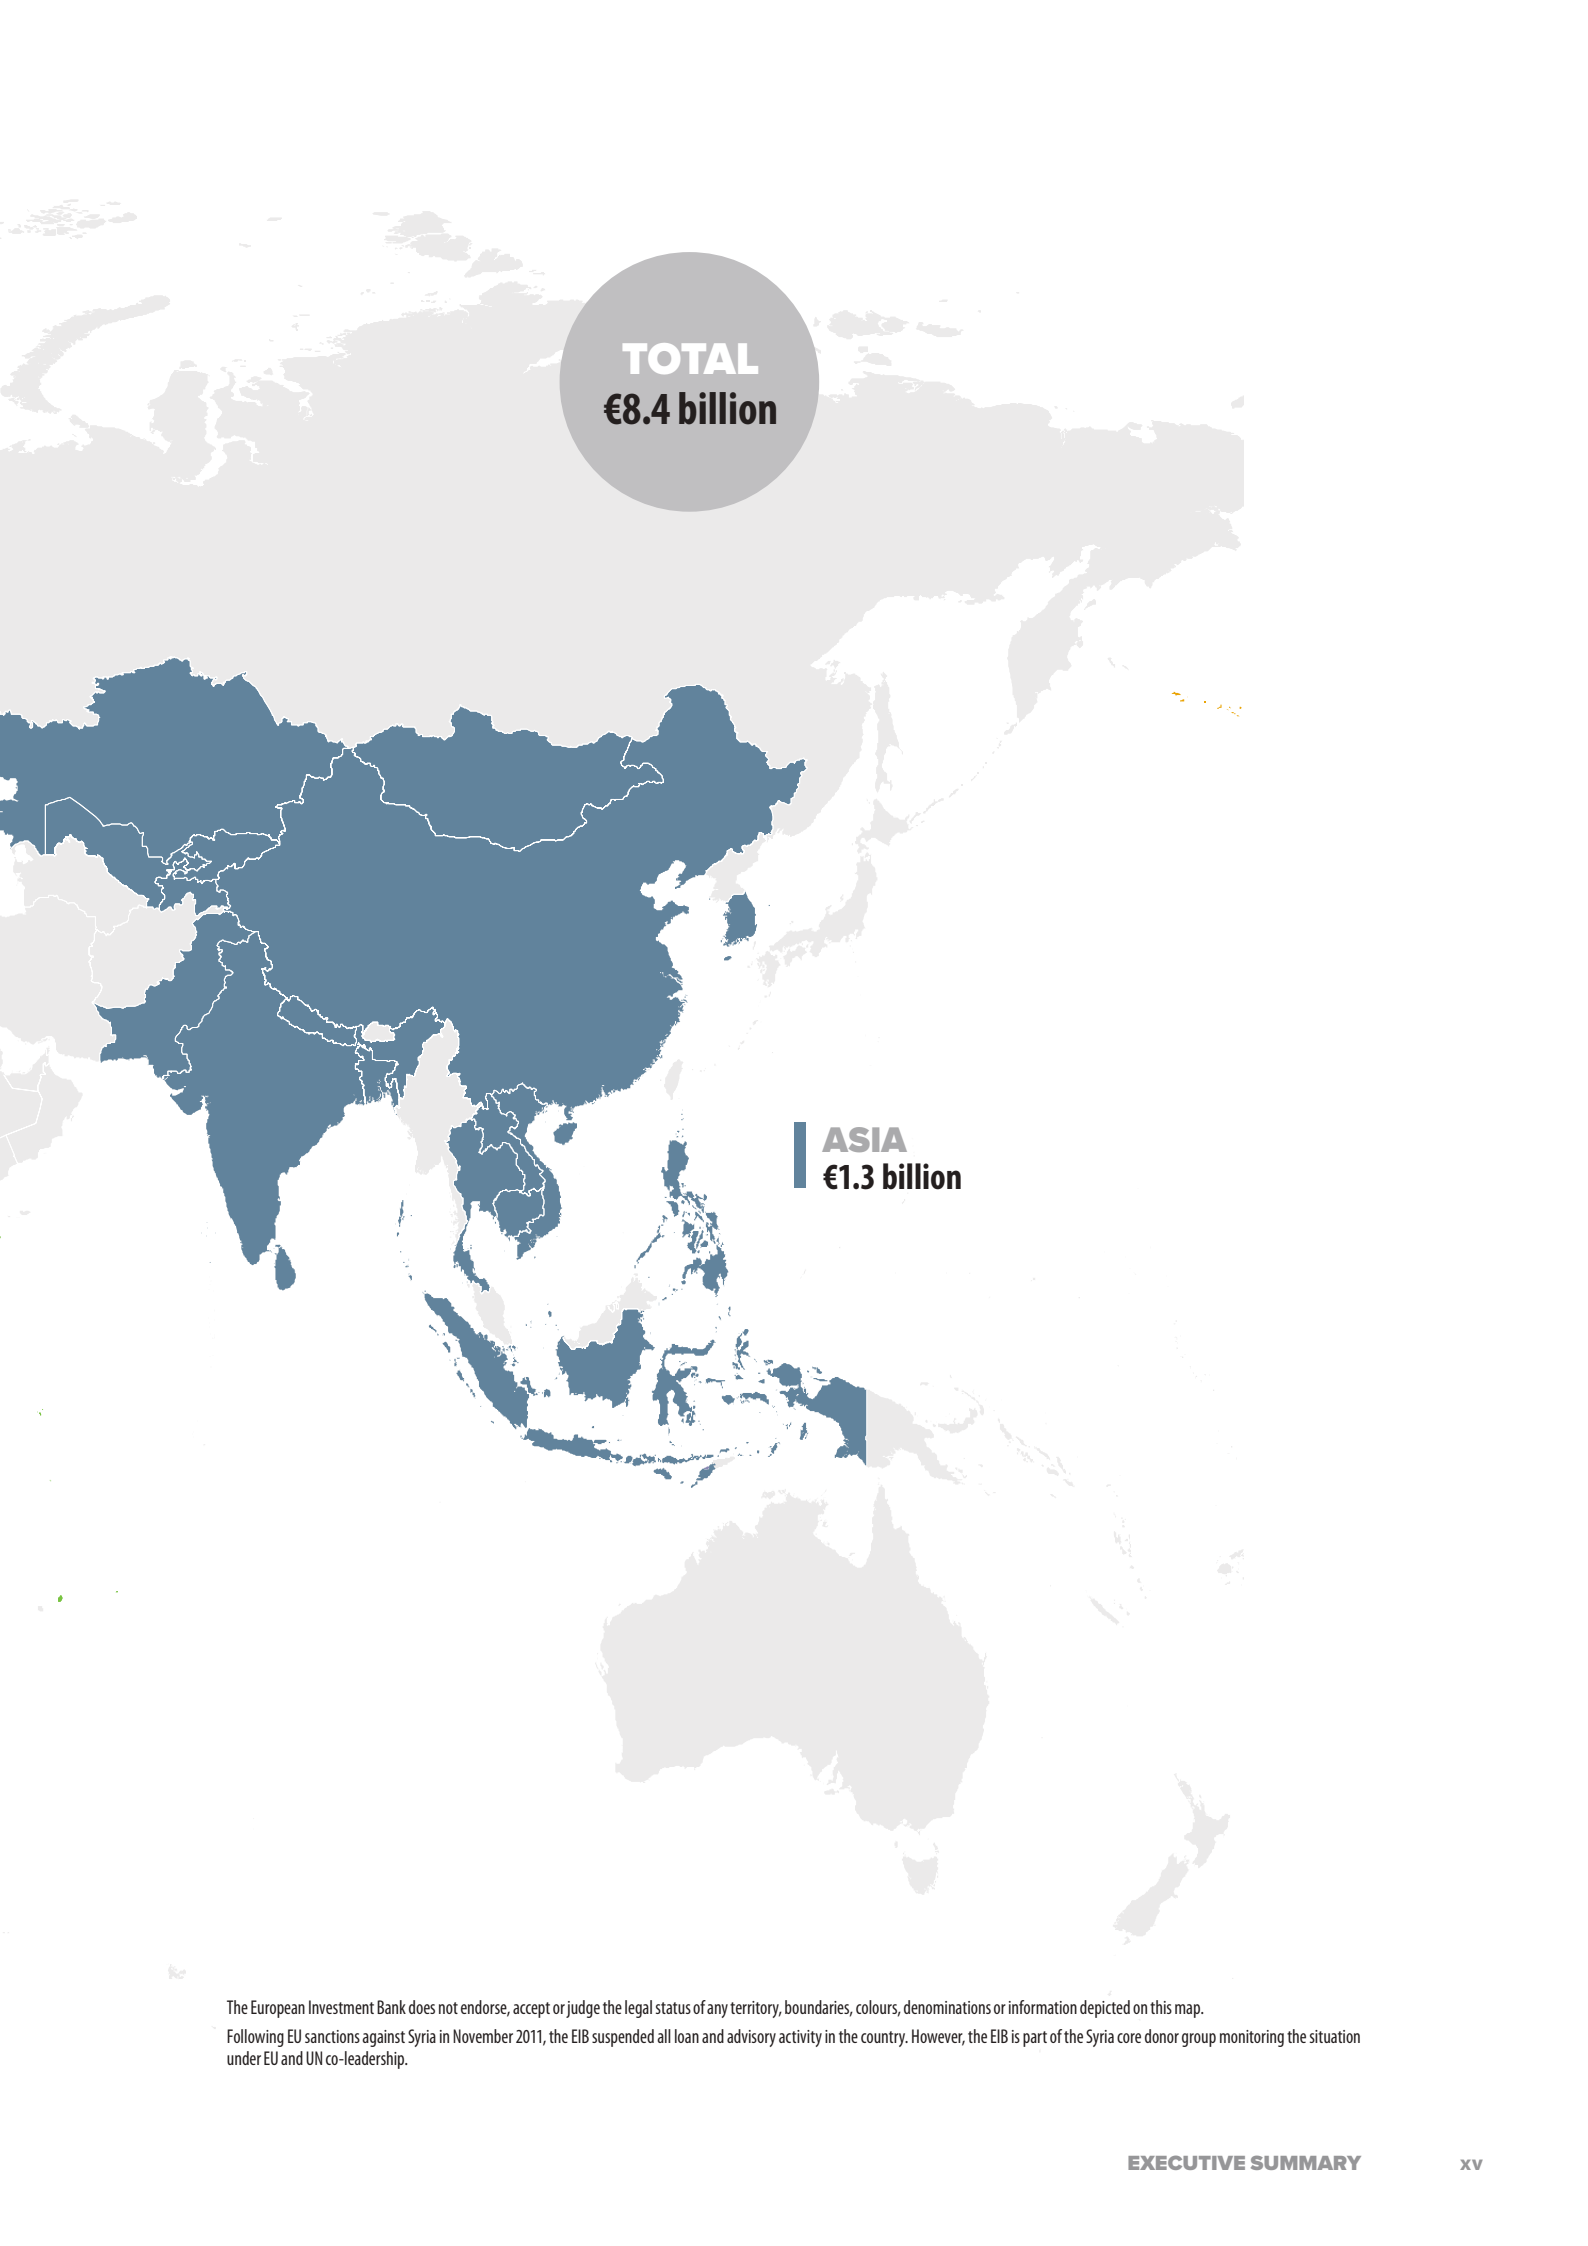 TOTAL
€8.4 billion
ASIA
€1.3 billion
The European Investment Bank does not endorse, accept or judge the legal status of any territory, boundaries, colours, denominations or information depicted on this map.
Following EU sanctions against Syria in November 2011, the EIB suspended all loan and advisory activity in the country. However, the EIB is part of the Syria core donor group monitoring the situation
under EU and UN co-leadership.
EXECUTIVE SUMMARY xv